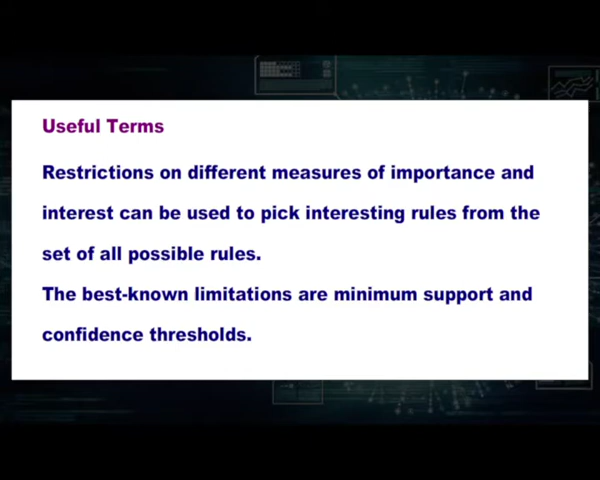 Useful Terms
Restrictions on different measures of importance and
interest can be used to pick interesting rules from the
set of all possible rules.
The best-known limitations are minimum support and
confidence thresholds.